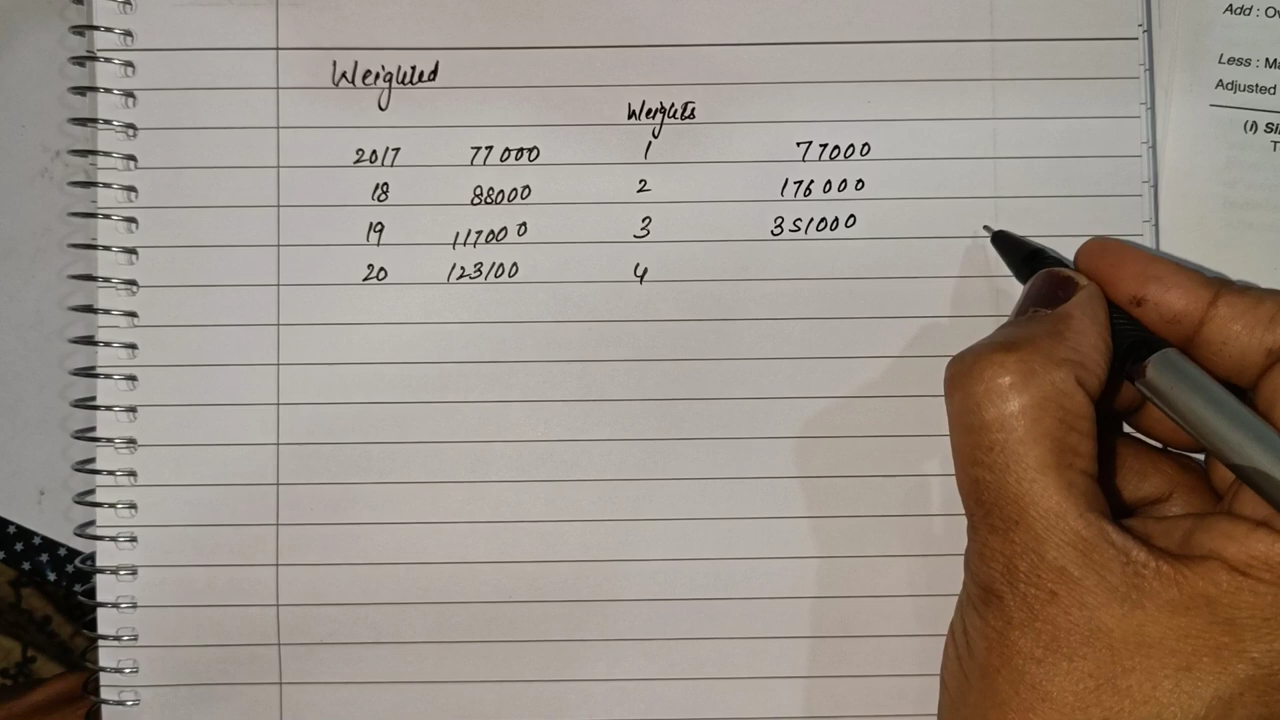 Weighted
Weights
2017 77000 1 77000
18 88000 2 176000
19 117000 3 351000
20 123100 4
Add :
Less :
Adjusted
(i)